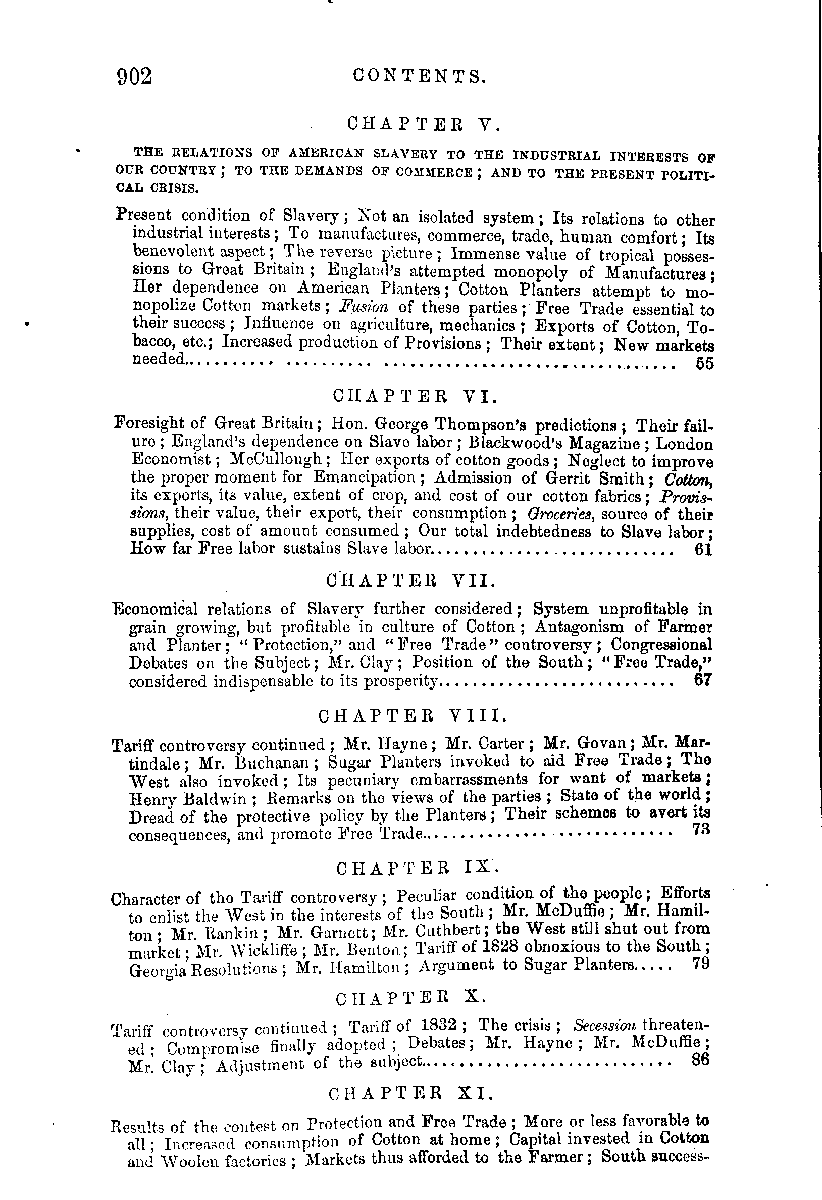 902 CONTENTS.
CHAPTER V.
THE RELATIONS OF AMERICAN SLAVERY TO THE INDUSTRIAL INTERESTS OF
OUR COUNTRY; TO THE DEMANDS OF COMMERCE; AND TO THE PRESENT POLITI-
CAL CRISIS.
Present condition of Slavery; Not an isolated system; Its relations to other
industrial interests; To manufactures, commerce, trade, human comfort; Its
benevolent aspect; The reverse picture; Immense value of tropical posses-
sions to Great Britain; England's attempted monopoly of Manufactures;
Her dependence on American Planters; Cotton Planters attempt to mo-
nopolize Cotton markets; Fusion of these parties; Free Trade essential to
their success; Influence on agriculture, mechanics; Exports of Cotton, To-
bacco, etc.; Increased production of Provisions; Their extent; New markets
needed........... .................... .................................... 55
CHAPTER VI.
Foresight of Great Britain; Hon. George Thompson's predictions; Their fail-
ure; England's dependence on Slave labor; Blackwood's Magazine; London
Economist; McCullough; Her exports of cotton goods; Neglect to improve
the proper moment for Emancipation; Admission of Gerrit Smith; Cotton,
its exports, its value, extent of crop, and cost of our cotton fabrics; Provis-
sions, their value, their export, their consumption; Groceries, source of their
supplies, cost of amount consumed; Our total indebtedness to Slave labor;
How far Free labor sustains Slave labor............................ 61
CHAPTER VII.
Economical relations of Slavery further considered; System unprofitable in
grain growing, but profitable in culture of Cotton; Antagonism of Farmer
and Planter; "Protection," and "Free Trade" controversy; Congressional
Debates on the Subject; Mr. Clay; Position of the South; "Free Trade,"
considered indispensable to its prosperity........................... 67
CHAPTER VIII.
Tariff controversy continued; Mr. Hayne; Mr. Carter; Mr. Govan; Mr. Mar-
tindale; Mr. Buchanan; Sugar Planters invoked to aid Free Trade; The
West also invoked; Its pecuniary embarrassments for want of markets;
Henry Baldwin; Remarks on the views of the parties; State of the world;
Dread of the protective policy by the Planters; Their schemes to avert its
consequences, and promote Free Trade............................. 73
CHAPTER IX.
Character of the Tariff controversy; Peculiar condition of the people; Efforts
to enlist the West in the interests of the South; Mr. McDuffie; Mr. Hamil-
ton; Mr. Rankin; Mr. Garnett; Mr. Cuthbert; the West still shut out from
market; Mr. Wickliffe; Mr. Benton; Tariff of 1828 obnoxious to the South;
Georgia Resolutions; Mr. Hamilton; Argument to Sugar Planters..... 79
CHAPTER X.
Tariff controversy continued; Tariff of 1832; The crisis; Secession threaten-
ed; Compromise finally adopted; Debates; Mr. Hayne; Mr. McDuffie;
Mr. Clay; Adjustment of the subject............................. 86
CHAPTER XI.
Results of the contest on Protection and Free Trade; More or less favorable to
all; Increased consumption of Cotton at home; Capital invested in Cotton
and Woolen factories; Markets thus afforded to the Farmer; South success-